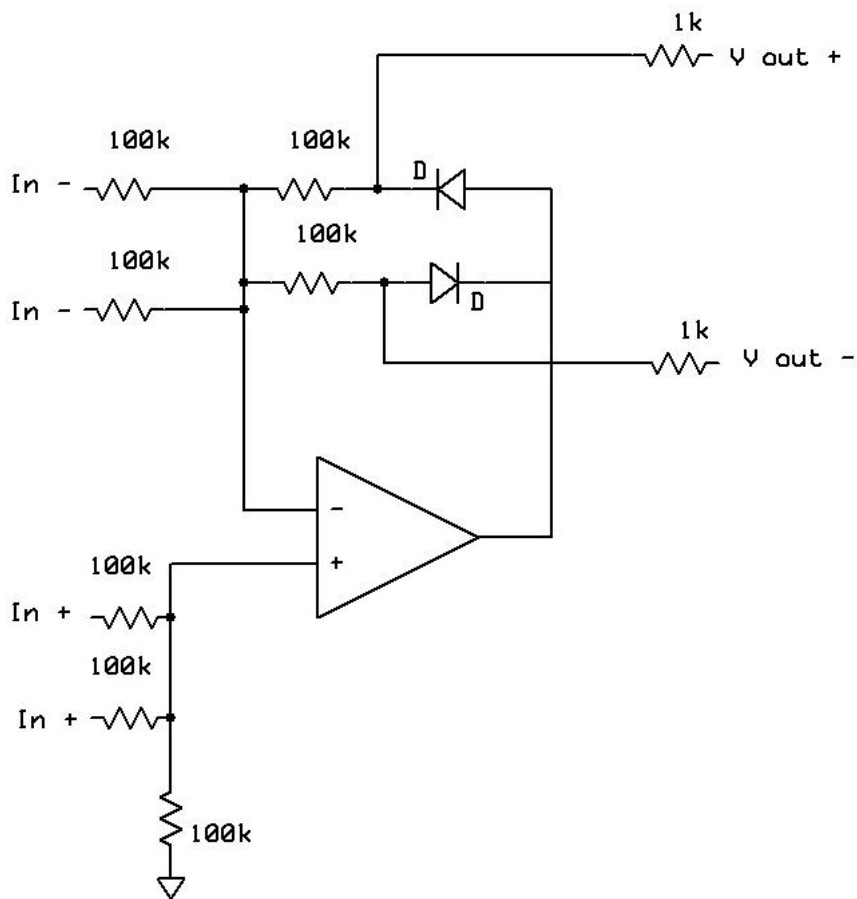 1k
V out +
100k
100k
In -
D
100k
100k
In -
D
1k
V out -
-
+
100k
In +
100k
In +
100k